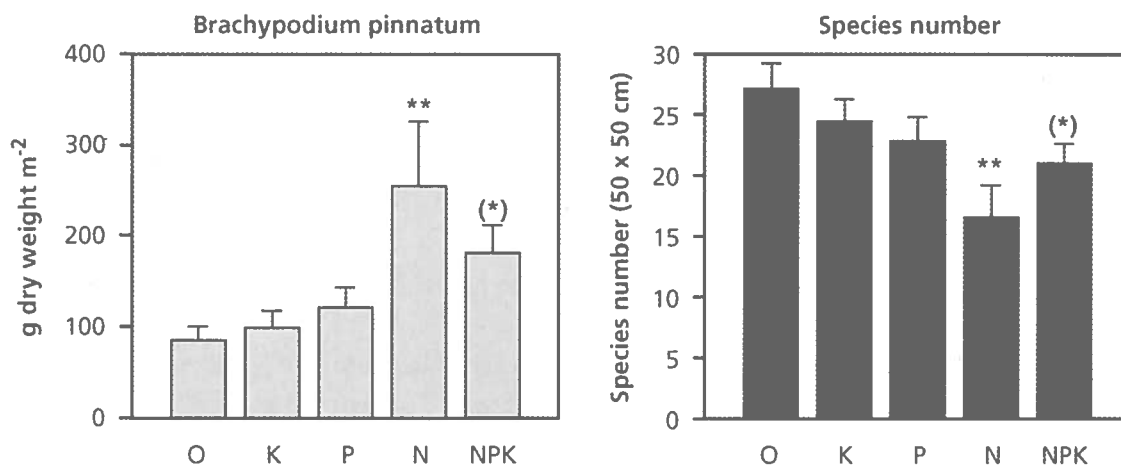 Brachypodium pinnatum
400
300
200
100
0
g dry weight m-2
**
(*)
O K P N NPK
Species number
30
25
20
15
10
5
0
Species number (50 x 50 cm)
**
(*)
O K P N NPK